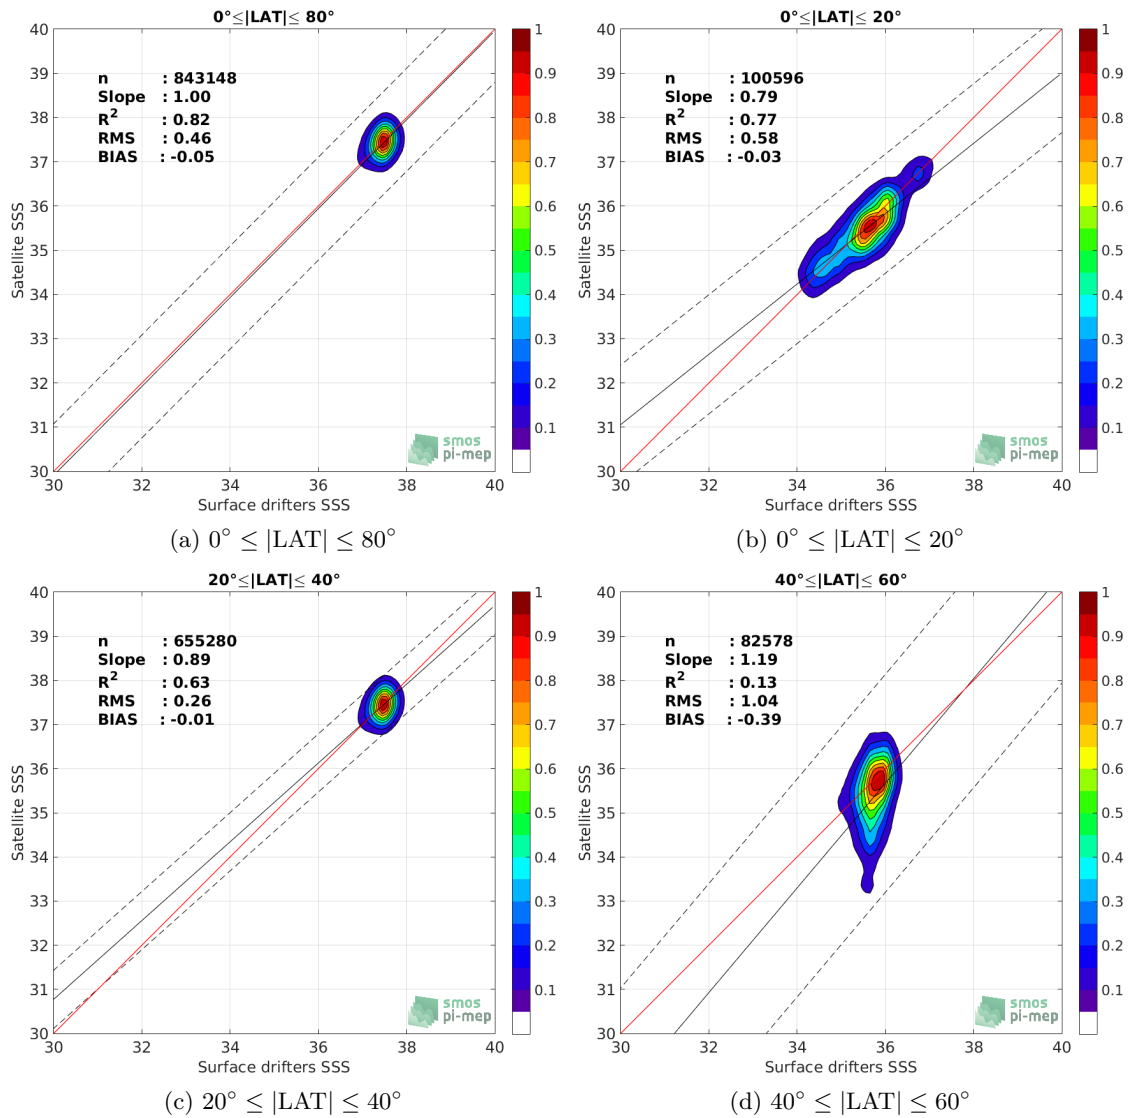 0°≤|LAT|≤ 80°
40
39
38
37
36
35
34
33
32
31
30
Satellite SSS
n : 843148
Slope : 1.00
R² : 0.82
RMS : 0.46
BIAS : -0.05
smos
pi-mep
30 32 34 36 38 40
Surface drifters SSS
1
0.9
0.8
0.7
0.6
0.5
0.4
0.3
0.2
0.1
(a) 0° ≤ |LAT| ≤ 80°
0°≤|LAT|≤ 20°
40
39
38
37
36
35
34
33
32
31
30
Satellite SSS
n : 100596
Slope : 0.79
R² : 0.77
RMS : 0.58
BIAS : -0.03
smos
pi-mep
30 32 34 36 38 40
Surface drifters SSS
1
0.9
0.8
0.7
0.6
0.5
0.4
0.3
0.2
0.1
(b) 0° ≤ |LAT| ≤ 20°
20°≤|LAT|≤ 40°
40
39
38
37
36
35
34
33
32
31
30
Satellite SSS
n : 655280
Slope : 0.89
R² : 0.63
RMS : 0.26
BIAS : -0.01
smos
pi-mep
30 32 34 36 38 40
Surface drifters SSS
1
0.9
0.8
0.7
0.6
0.5
0.4
0.3
0.2
0.1
(c) 20° ≤ |LAT| ≤ 40°
40°≤|LAT|≤ 60°
40
39
38
37
36
35
34
33
32
31
30
Satellite SSS
n : 82578
Slope : 1.19
R² : 0.13
RMS : 1.04
BIAS : -0.39
smos
pi-mep
30 32 34 36 38 40
Surface drifters SSS
1
0.9
0.8
0.7
0.6
0.5
0.4
0.3
0.2
0.1
(d) 40° ≤ |LAT| ≤ 60°